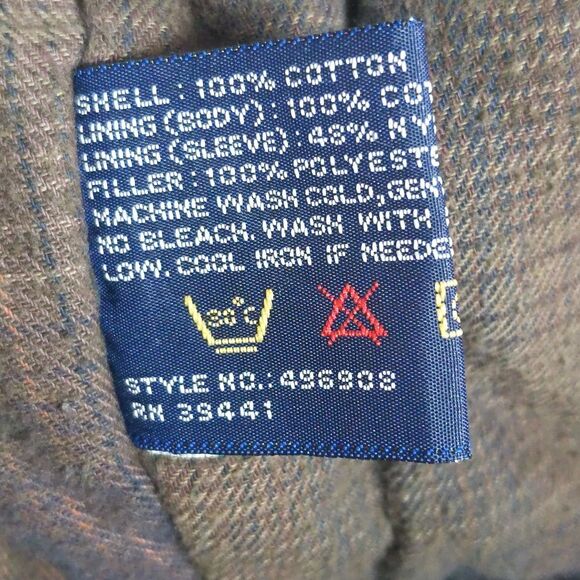 SHELL : 100% COTTON
LINING (BODY): 100% CO
LINING (SLEEVE): 48% NY
FILLER: 100% POLYESTE
MACHINE WASH COLD, GEN
NO BLEACH. WASH WITH
LOW. COOL IRON IF NEEDE
30°C
STYLE NO.: 496908
RN 39441